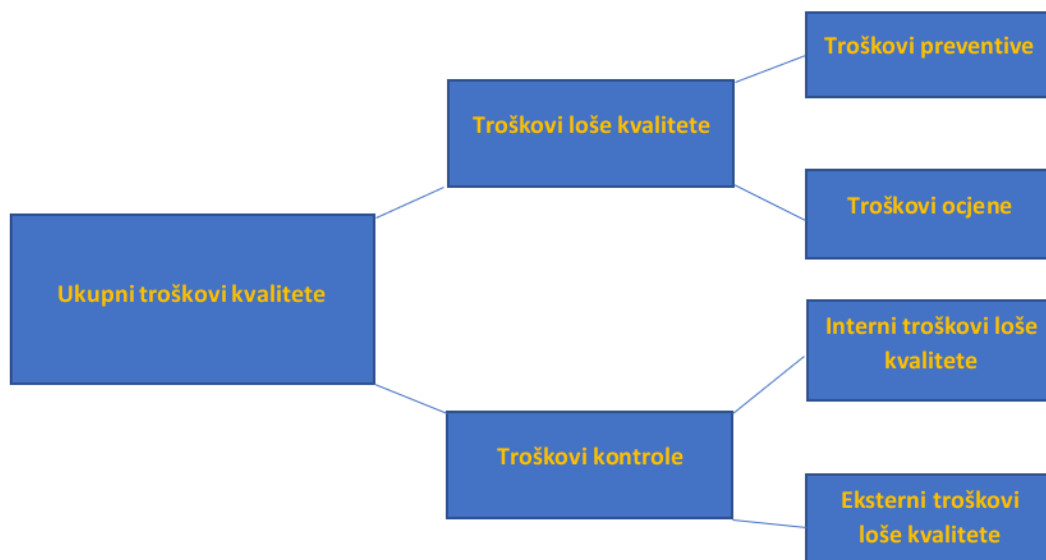 Troškovi preventive
Troškovi loše kvalitete
Troškovi ocjene
Ukupni troškovi kvalitete
Interni troškovi loše
kvalitete
Troškovi kontrole
Eksterni troškovi
loše kvalitete